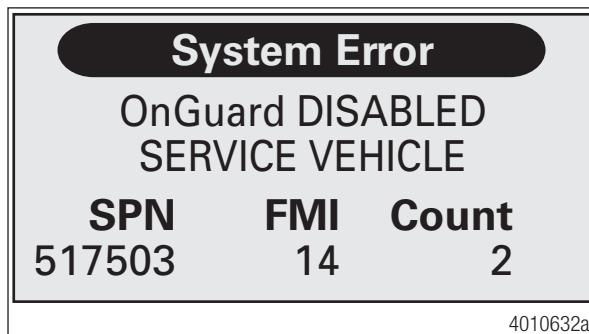 System Error
OnGuard DISABLED
SERVICE VEHICLE
SPN FMI Count
517503 14 2
4010632a